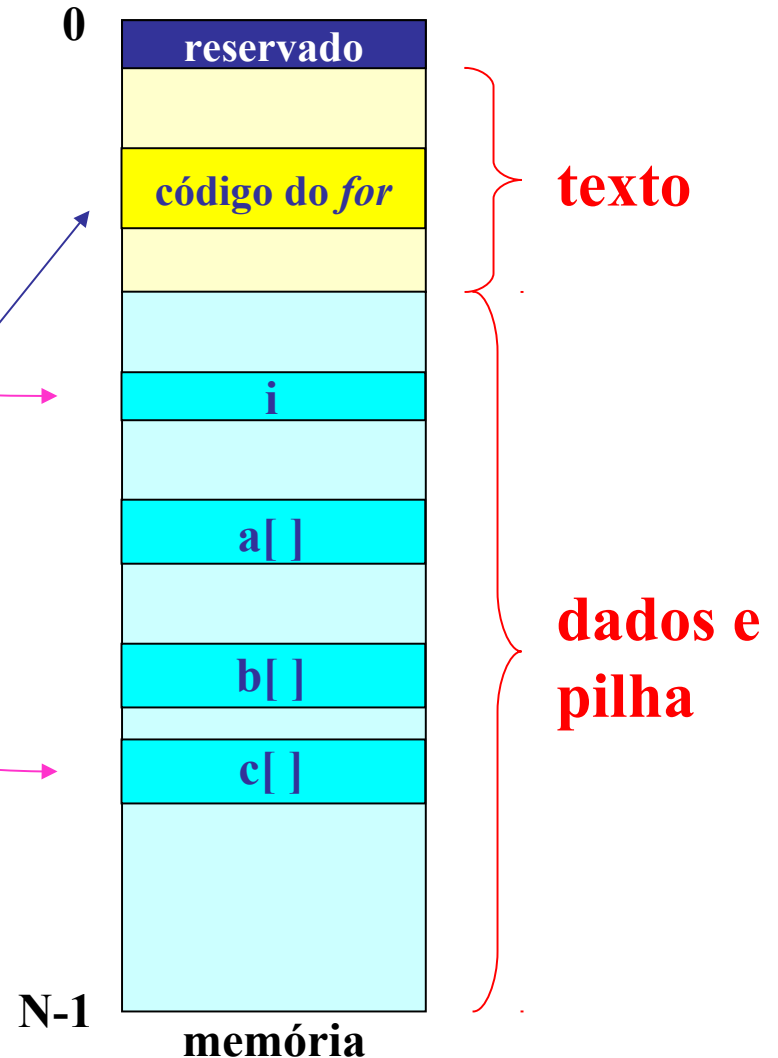 0
reservado
código do for
texto
i
a[ ]
b[ ]
dados e
pilha
c[ ]
N-1
memória